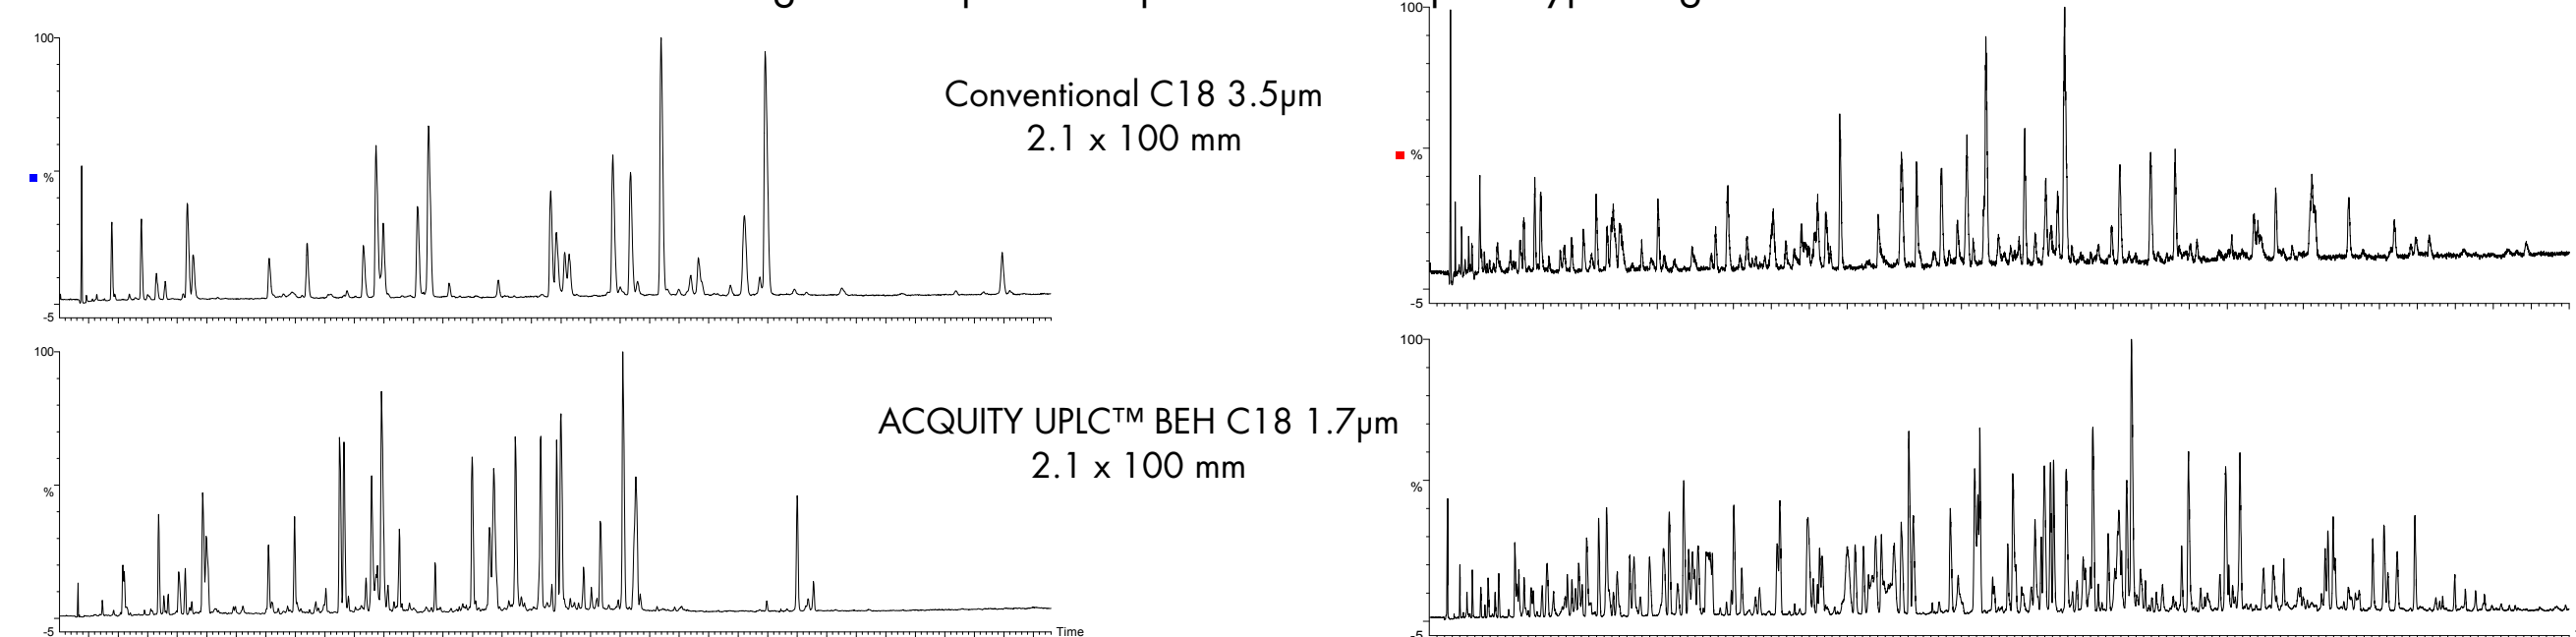 100
%
-5
Conventional C18 3.5µm
2.1 x 100 mm
100
%
-5
100
%
-5
Time
ACQUITY UPLC™ BEH C18 1.7µm
2.1 x 100 mm
100
%
-5